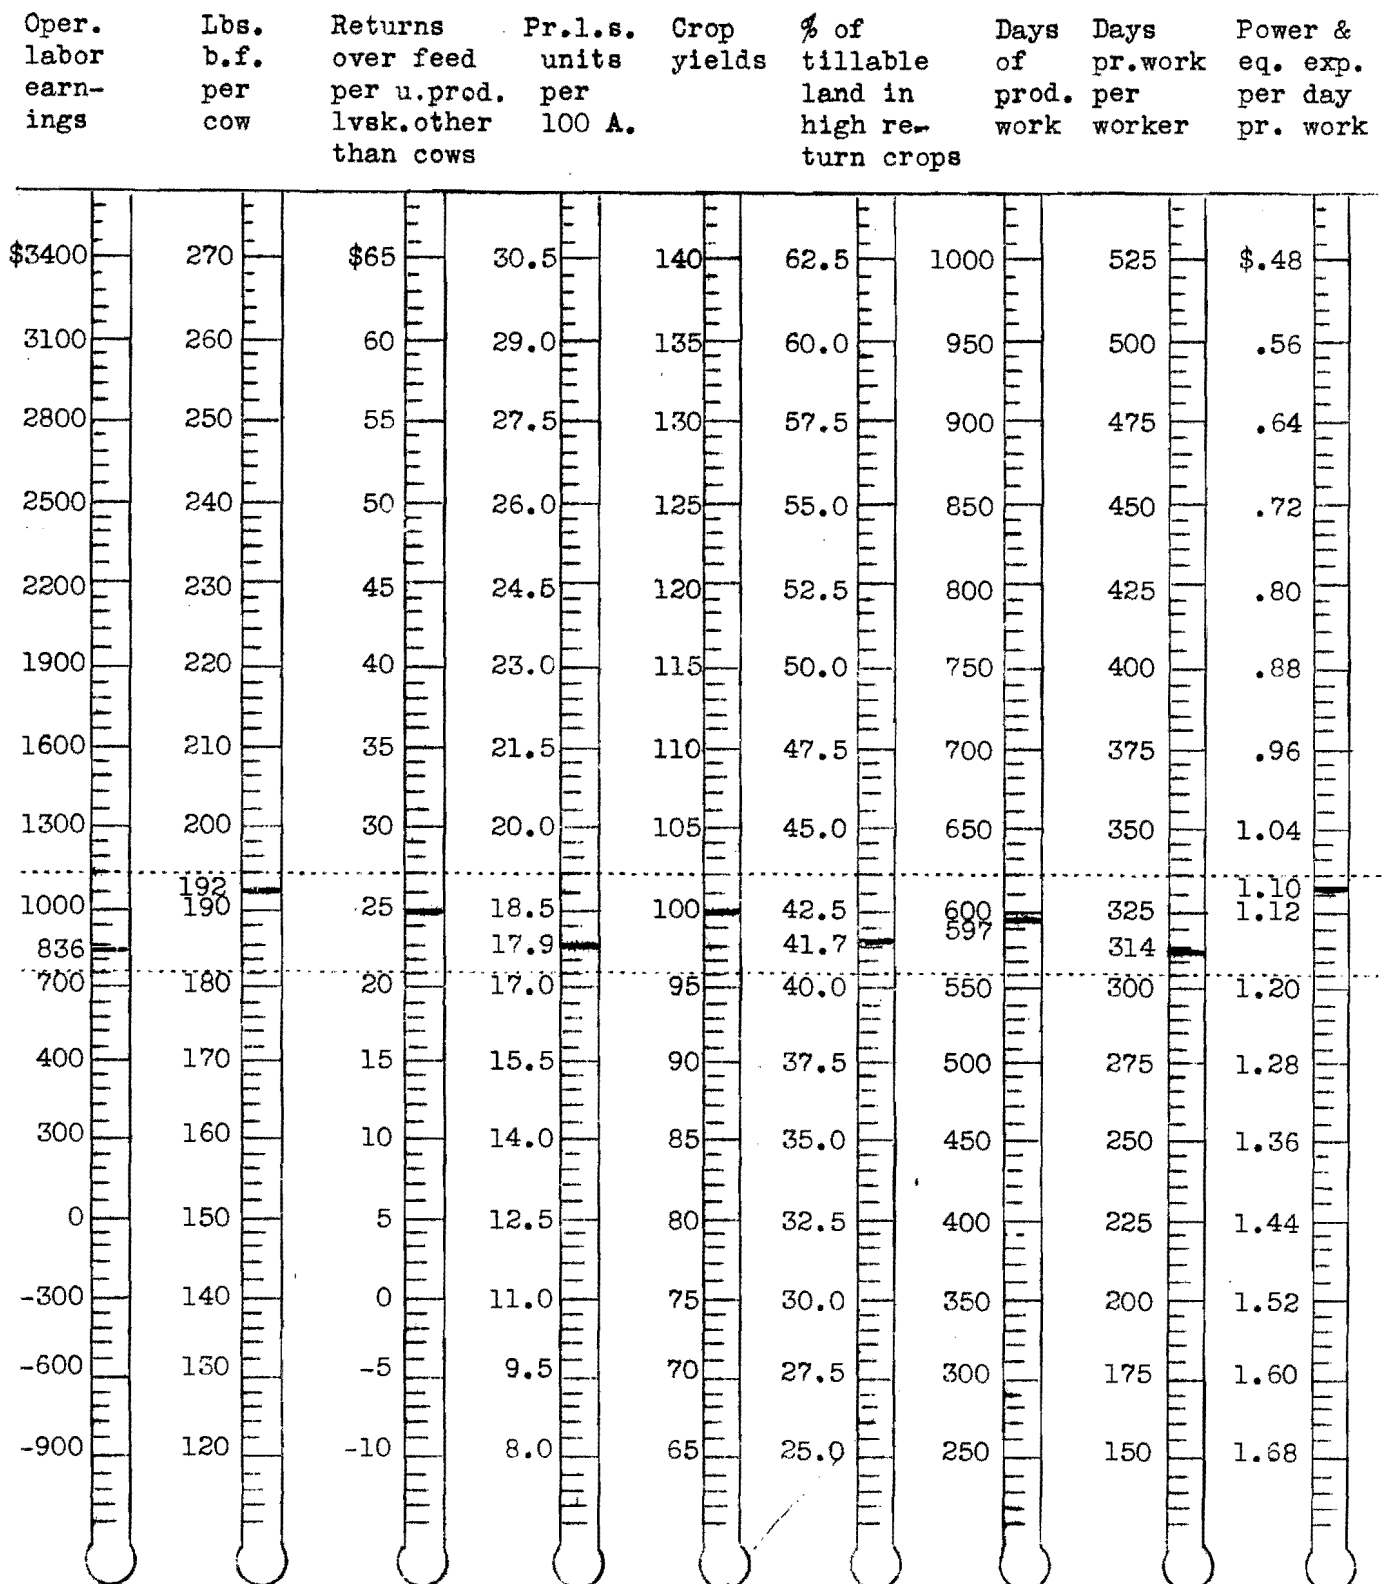 Oper. Lbs. Returns Pr.l.s. Crop % of Days Days Power &
labor b.f. over feed units yields tillable of pr.work eq. exp.
earn- per per u.prod. per land in prod. per per day
ings cow lvsk.other 100 A. high re- work worker pr. work
than cows turn crops
$3400 270 $65 30.5 140 62.5 1000 525 $.48
3100 260 60 29.0 135 60.0 950 500 .56
2800 250 55 27.5 130 57.5 900 475 .64
2500 240 50 26.0 125 55.0 850 450 .72
2200 230 45 24.5 120 52.5 800 425 .80
1900 220 40 23.0 115 50.0 750 400 .88
1600 210 35 21.5 110 47.5 700 375 .96
1300 200 30 20.0 105 45.0 650 350 1.04
192 1.10
1000 190 25 18.5 100 42.5 600 325 1.12
836 17.9 41.7 597 314
700 180 20 17.0 95 40.0 550 300 1.20
400 170 15 15.5 90 37.5 500 275 1.28
300 160 10 14.0 85 35.0 450 250 1.36
0 150 5 12.5 80 32.5 400 225 1.44
-300 140 0 11.0 75 30.0 350 200 1.52
-600 130 -5 9.5 70 27.5 300 175 1.60
-900 120 -10 8.0 65 25.0 250 150 1.68